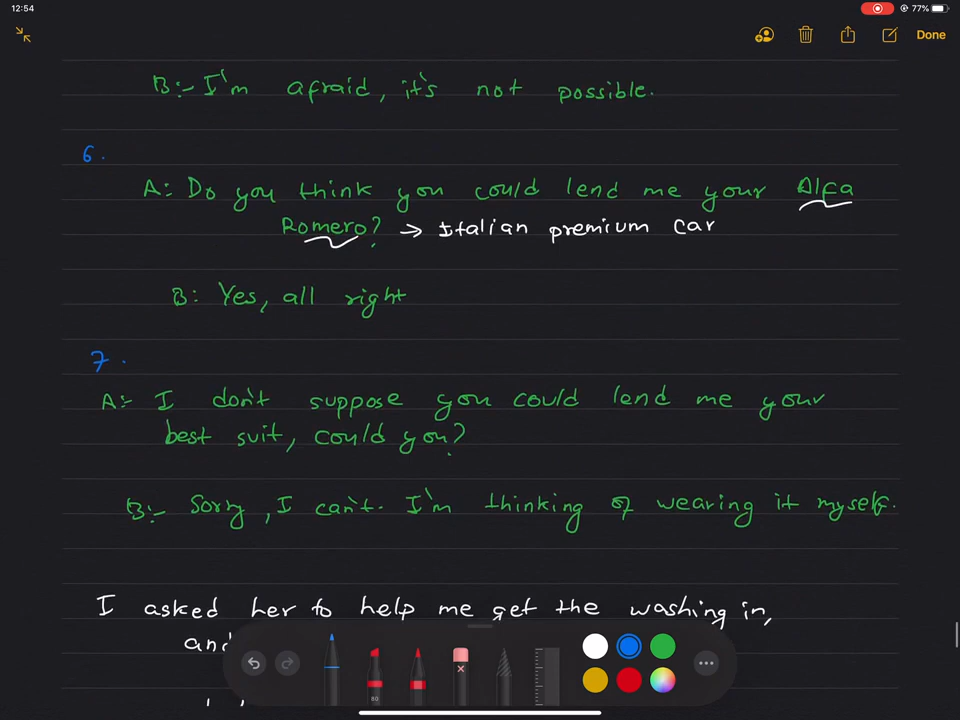 12:54
77%
Done
B:- I'm afraid, it's not possible.
6.
A: Do you think you could lend me your Alfa
Romero? → Italian premium car
B: Yes, all right
7.
A:- I don't suppose you could lend me your
best suit, could you?
B:- Sorry, I can't. I'm thinking of wearing it myself.
I asked her to help me get the washing in,
and
80